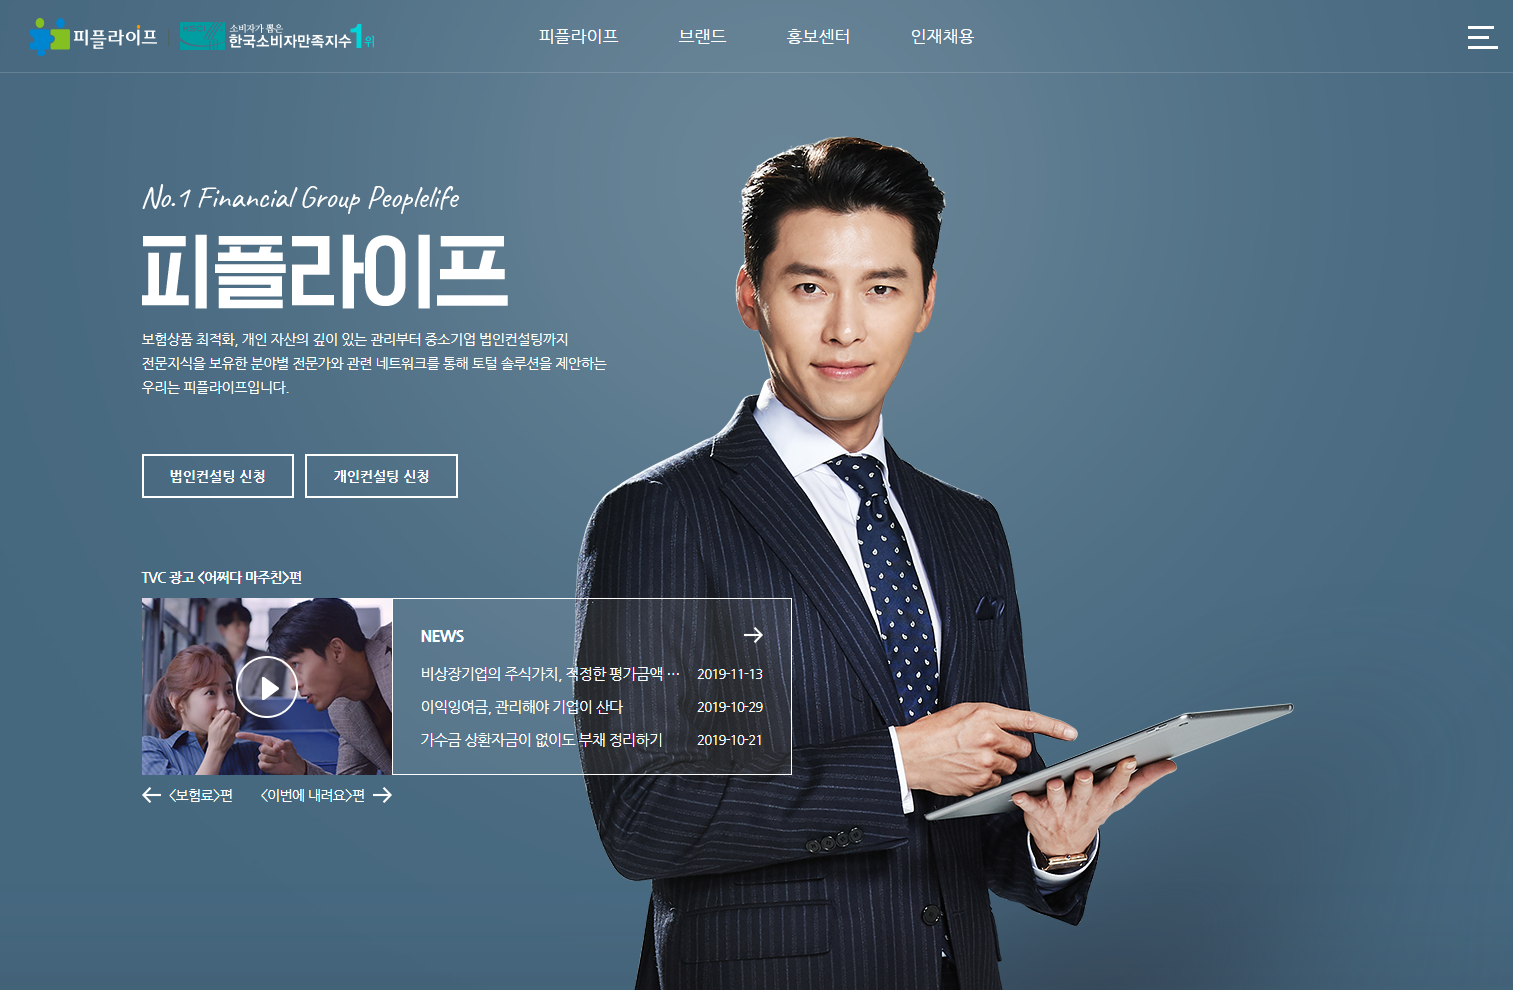 피플라이프
소비자가 뽑은
한국소비자만족지수1위
피플라이프
브랜드
홍보센터
인재채용
No.1 Financial Group Peoplelife
피플라이프
보험상품 최적화, 개인 자산의 깊이 있는 관리부터 중소기업 법인컨설팅까지
전문지식을 보유한 분야별 전문가와 관련 네트워크를 통해 토털 솔루션을 제안하는
우리는 피플라이프입니다.
법인컨설팅 신청
개인컨설팅 신청
TVC 광고 <어쩌다 마주친>편
NEWS
비상장기업의 주식가치, 적정한 평가금액 ⋯ 2019-11-13
이익잉여금, 관리해야 기업이 산다 2019-10-29
가수금 상환자금이 없이도 부채 정리하기 2019-10-21
<보험료>편 <이번에 내려요>편